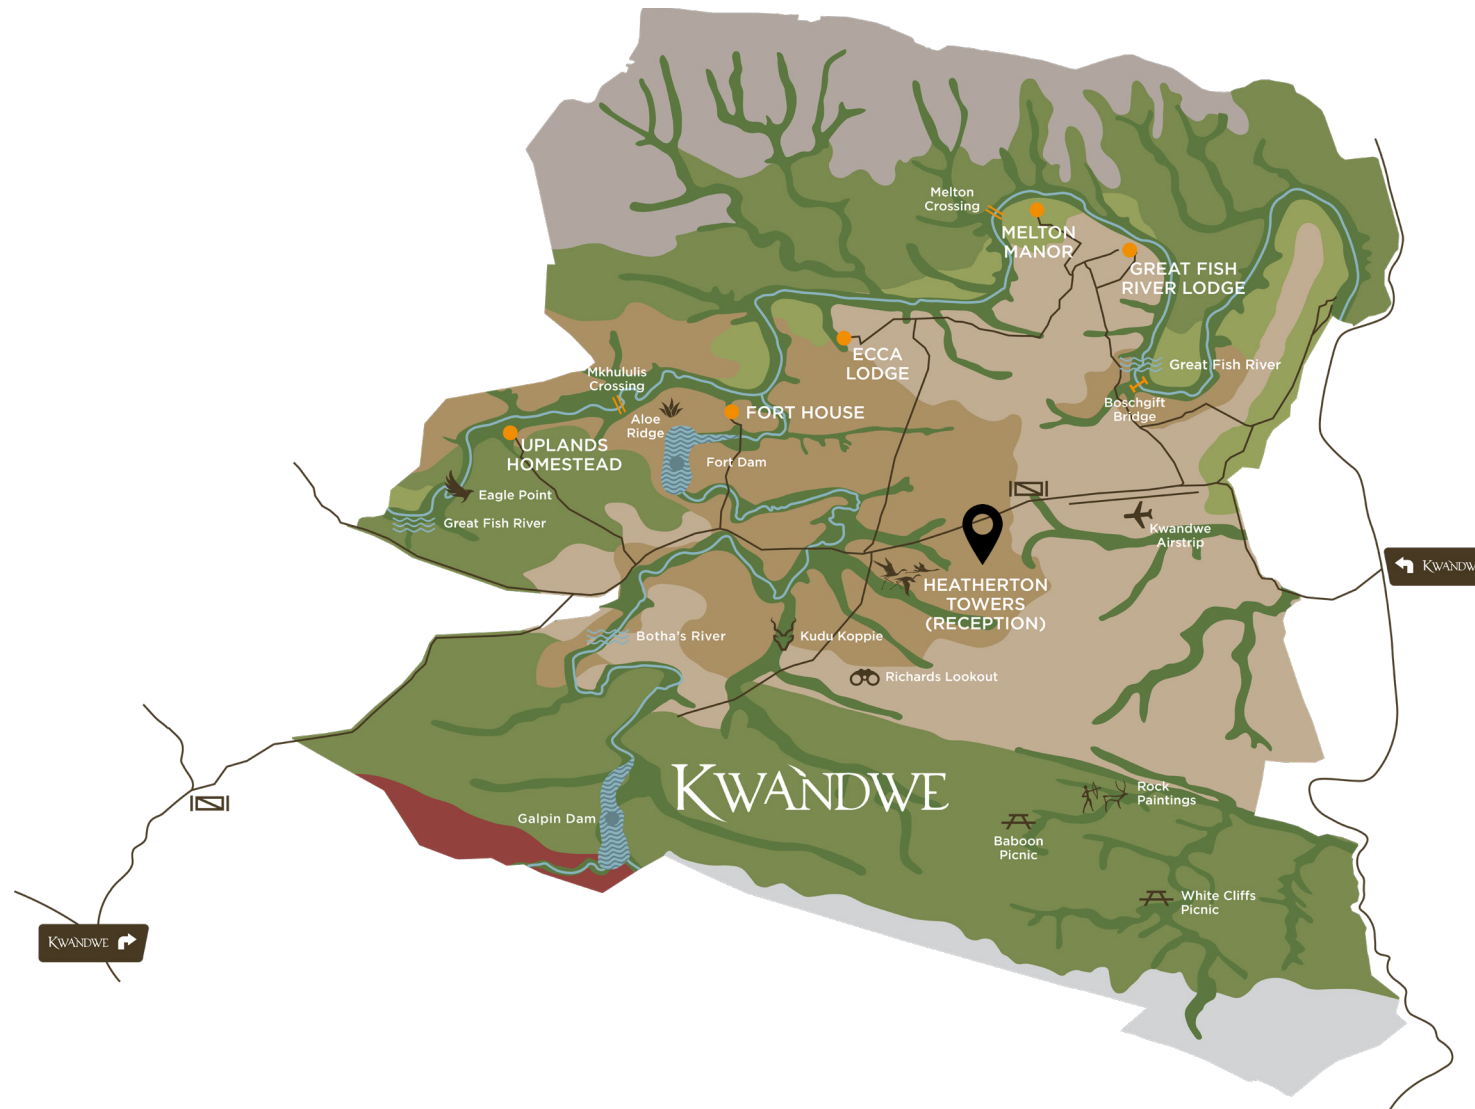 Melton
Crossing
MELTON
MANOR
GREAT FISH
RIVER LODGE
ECCA
LODGE
Great Fish River
Mkhululis
Crossing
Boschgift
Bridge
Aloe
Ridge
FORT HOUSE
UPLANDS
HOMESTEAD
Fort Dam
Eagle Point
Great Fish River
Kwandwe
Airstrip
KWANDW
HEATHERTON
TOWERS
(RECEPTION)
Botha's River
Kudu Koppie
Richards Lookout
KWANDWE
Rock
Paintings
Galpin Dam
Baboon
Picnic
White Cliffs
Picnic
KWANDWE